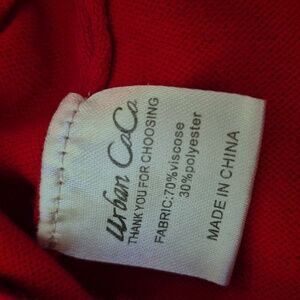 Urban CoCo
THANK YOU FOR CHOOSING
FABRIC:70%viscose
30%polyester
MADE IN CHINA